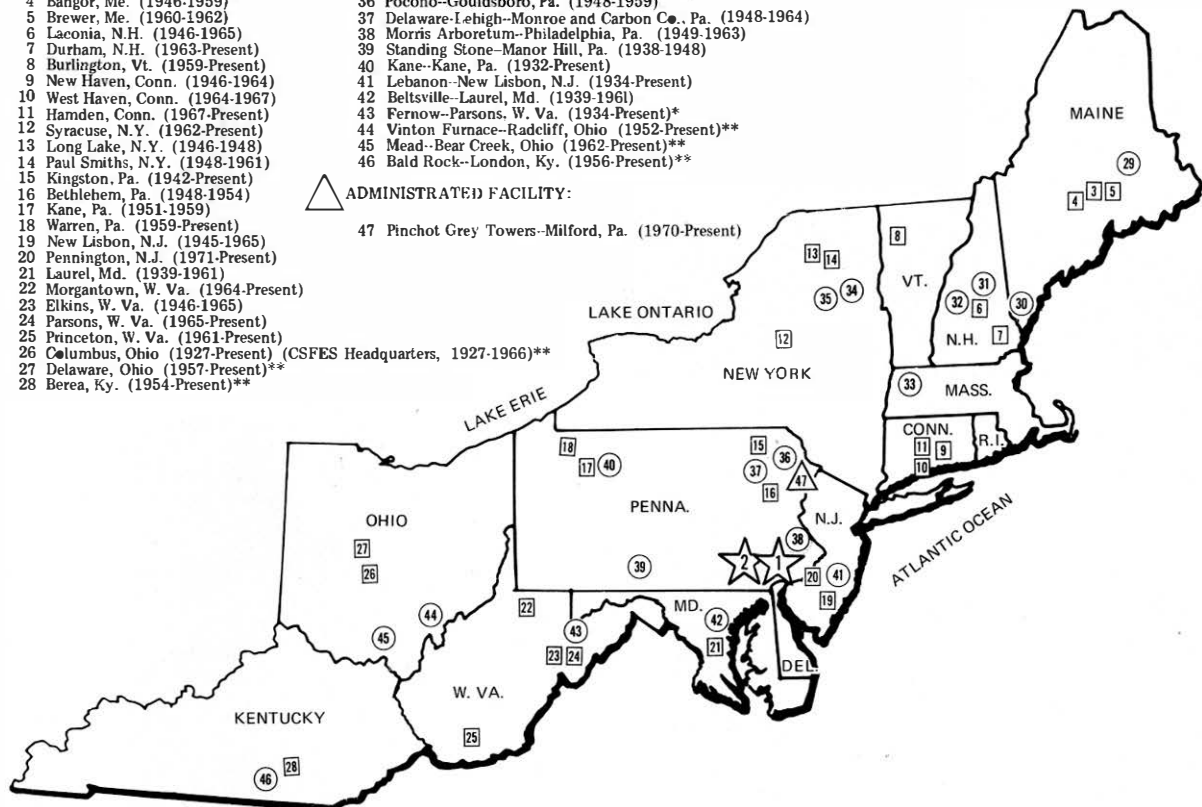 4 Bangor, Me. (1946-1959)
5 Brewer, Me. (1960-1962)
6 Laconia, N.H. (1946-1965)
7 Durham, N.H. (1963-Present)
8 Burlington, Vt. (1959-Present)
9 New Haven, Conn. (1946-1964)
10 West Haven, Conn. (1964-1967)
11 Hamden, Conn. (1967-Present)
12 Syracuse, N.Y. (1962-Present)
13 Long Lake, N.Y. (1946-1948)
14 Paul Smiths, N.Y. (1948-1961)
15 Kingston, Pa. (1942-Present)
16 Bethlehem, Pa. (1948-1954)
17 Kane, Pa. (1951-1959)
18 Warren, Pa. (1959-Present)
19 New Lisbon, N.J. (1945-1965)
20 Pennington, N.J. (1971-Present)
21 Laurel, Md. (1939-1961)
22 Morgantown, W. Va. (1964-Present)
23 Elkins, W. Va. (1946-1965)
24 Parsons, W. Va. (1965-Present)
25 Princeton, W. Va. (1961-Present)
26 Columbus, Ohio (1927-Present) (CSFES Headquarters, 1927-1966)**
27 Delaware, Ohio (1957-Present)**
28 Berea, Ky. (1954-Present)**
36 Pocono--Gouldsboro, Pa. (1948-1959)
37 Delaware-Lehigh--Monroe and Carbon Co., Pa. (1948-1964)
38 Morris Arboretum--Philadelphia, Pa. (1949-1963)
39 Standing Stone--Manor Hill, Pa. (1938-1948)
40 Kane--Kane, Pa. (1932-Present)
41 Lebanon--New Lisbon, N.J. (1934-Present)
42 Beltsville--Laurel, Md. (1939-1961)
43 Fernow--Parsons, W. Va. (1934-Present)*
44 Vinton Furnace--Radcliff, Ohio (1952-Present)**
45 Mead--Bear Creek, Ohio (1962-Present)**
46 Bald Rock--London, Ky. (1956-Present)**
ADMINISTRATED FACILITY:
47 Pinchot Grey Towers--Milford, Pa. (1970-Present)
MAINE
29
3 5
4
8
13 14
VT.
31
35 34
32
6
30
LAKE ONTARIO
12
N.H.
7
NEW YORK
33
MASS.
LAKE ERIE
CONN.
R.I.
11 9
10
18
17 40
15
36
37
47
16
PENNA.
N.J.
OHIO
38
ATLANTIC OCEAN
27
26
39
2 1
20 41
19
22
MD.
42
21
44
45
43
23 24
DEL.
W. VA.
KENTUCKY
25
46 28